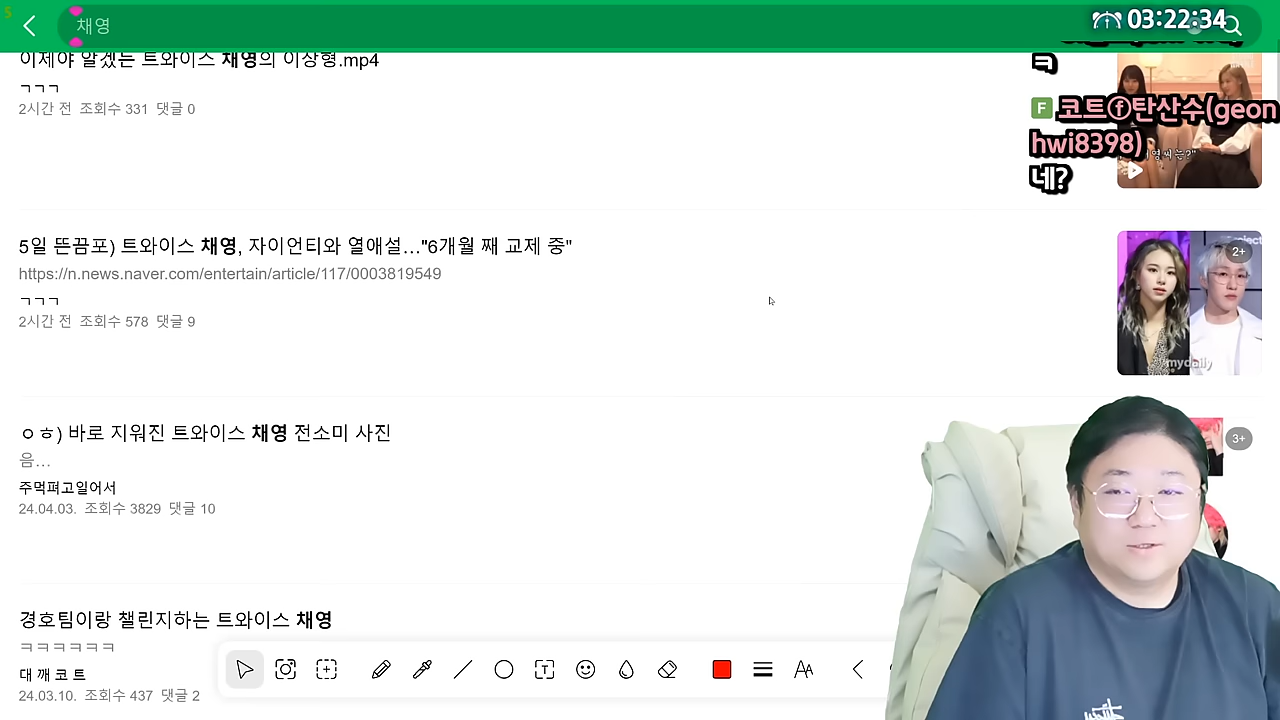 5
채영
03:22:34
이제야 알겠는 트와이스 채영의 이상형.mp4
ㄱㄱㄱ
2시간 전 조회수 331 댓글 0
ㅋ
F 코트ⓕ탄산수(geon
hwi8398)
네?
5일 뜬끔포) 트와이스 채영, 자이언티와 열애설…"6개월 째 교제 중"
https://n.news.naver.com/entertain/article/117/0003819549
ㄱㄱㄱ
2시간 전 조회수 578 댓글 9
2+
mydaily
ㅇㅎ) 바로 지워진 트와이스 채영 전소미 사진
음…
주먹펴고일어서
24.04.03. 조회수 3829 댓글 10
3+
경호팀이랑 챌린지하는 트와이스 채영
ㅋㅋㅋㅋㅋㅋ
대 깨 코 트
24.03.10. 조회수 437 댓글 2
T
AA